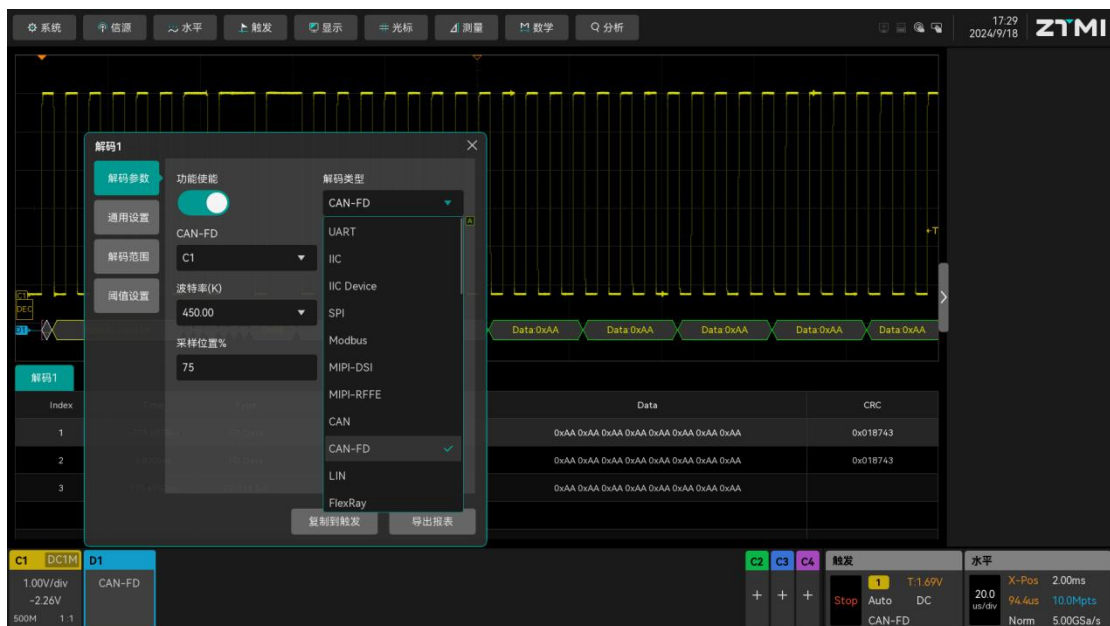 系统 信源 水平 触发 显示 光标 测量 数学 分析 17:29 2024/9/18 ZTMI
解码1
解码参数 功能使能 解码类型
CAN-FD
通用设置 UART
CAN-FD
解码范围 C1 IIC
阈值设置 波特率(K) IIC Device
450.00 SPI
采样位置% Modbus
75 MIPI-DSI
MIPI-RFFE
CAN
CAN-FD
LIN
FlexRay
复制到触发 导出报表
A
+T
C1
DEC
D1 Data:0xAA Data:0xAA Data:0xAA Data:0xAA Data:0xAA
解码1
Index Data CRC
1 0xAA 0xAA 0xAA 0xAA 0xAA 0xAA 0xAA 0xAA 0x018743
2 0xAA 0xAA 0xAA 0xAA 0xAA 0xAA 0xAA 0xAA 0x018743
3 0xAA 0xAA 0xAA 0xAA 0xAA 0xAA 0xAA 0xAA
C1 DC1M D1 C2 C3 C4 触发 水平
1.00V/div CAN-FD + + + 1 T:1.69V X-Pos 2.00ms
-2.26V Stop Auto DC 20.0 us/div 94.4us 10.0Mpts
500M 1:1 CAN-FD Norm 5.00GSa/s